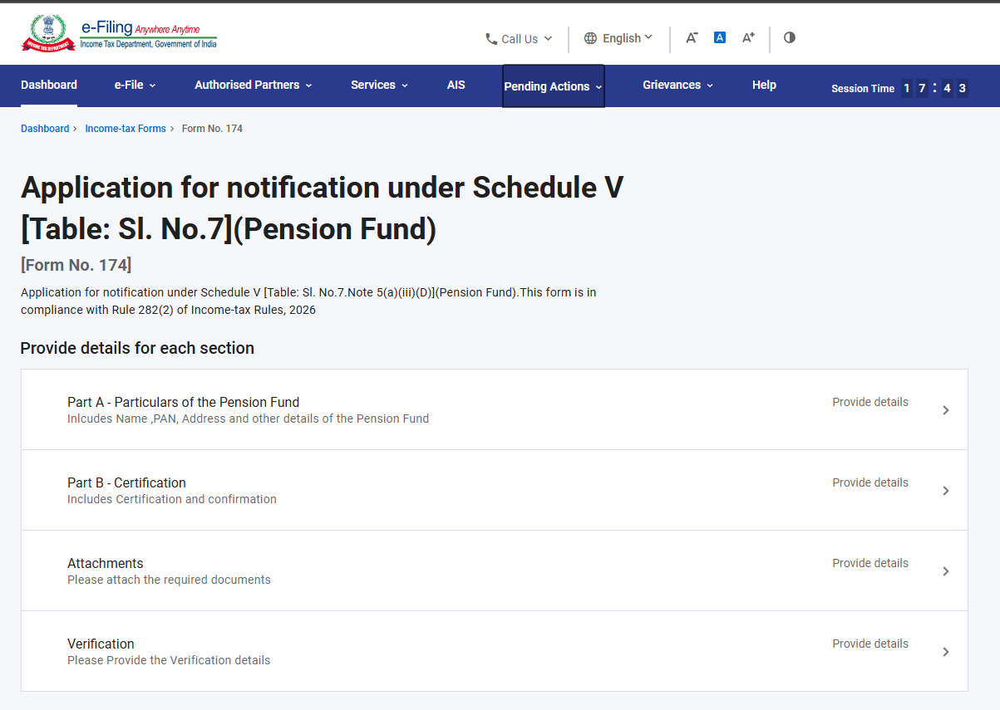 e-Filing Anywhere Anytime
Income Tax Department, Government of India
INCOME TAX DEPARTMENT
Call Us
English
A-
A
A+
Dashboard
e-File
Authorised Partners
Services
AIS
Pending Actions
Grievances
Help
Session Time 1 7 : 4 3
Dashboard › Income-tax Forms › Form No. 174
Application for notification under Schedule V
[Table: Sl. No.7](Pension Fund)
[Form No. 174]
Application for notification under Schedule V [Table: Sl. No.7.Note 5(a)(iii)(D)](Pension Fund).This form is in
compliance with Rule 282(2) of Income-tax Rules, 2026
Provide details for each section
Part A - Particulars of the Pension Fund
Inlcudes Name ,PAN, Address and other details of the Pension Fund
Provide details
Part B - Certification
Includes Certification and confirmation
Provide details
Attachments
Please attach the required documents
Provide details
Verification
Please Provide the Verification details
Provide details